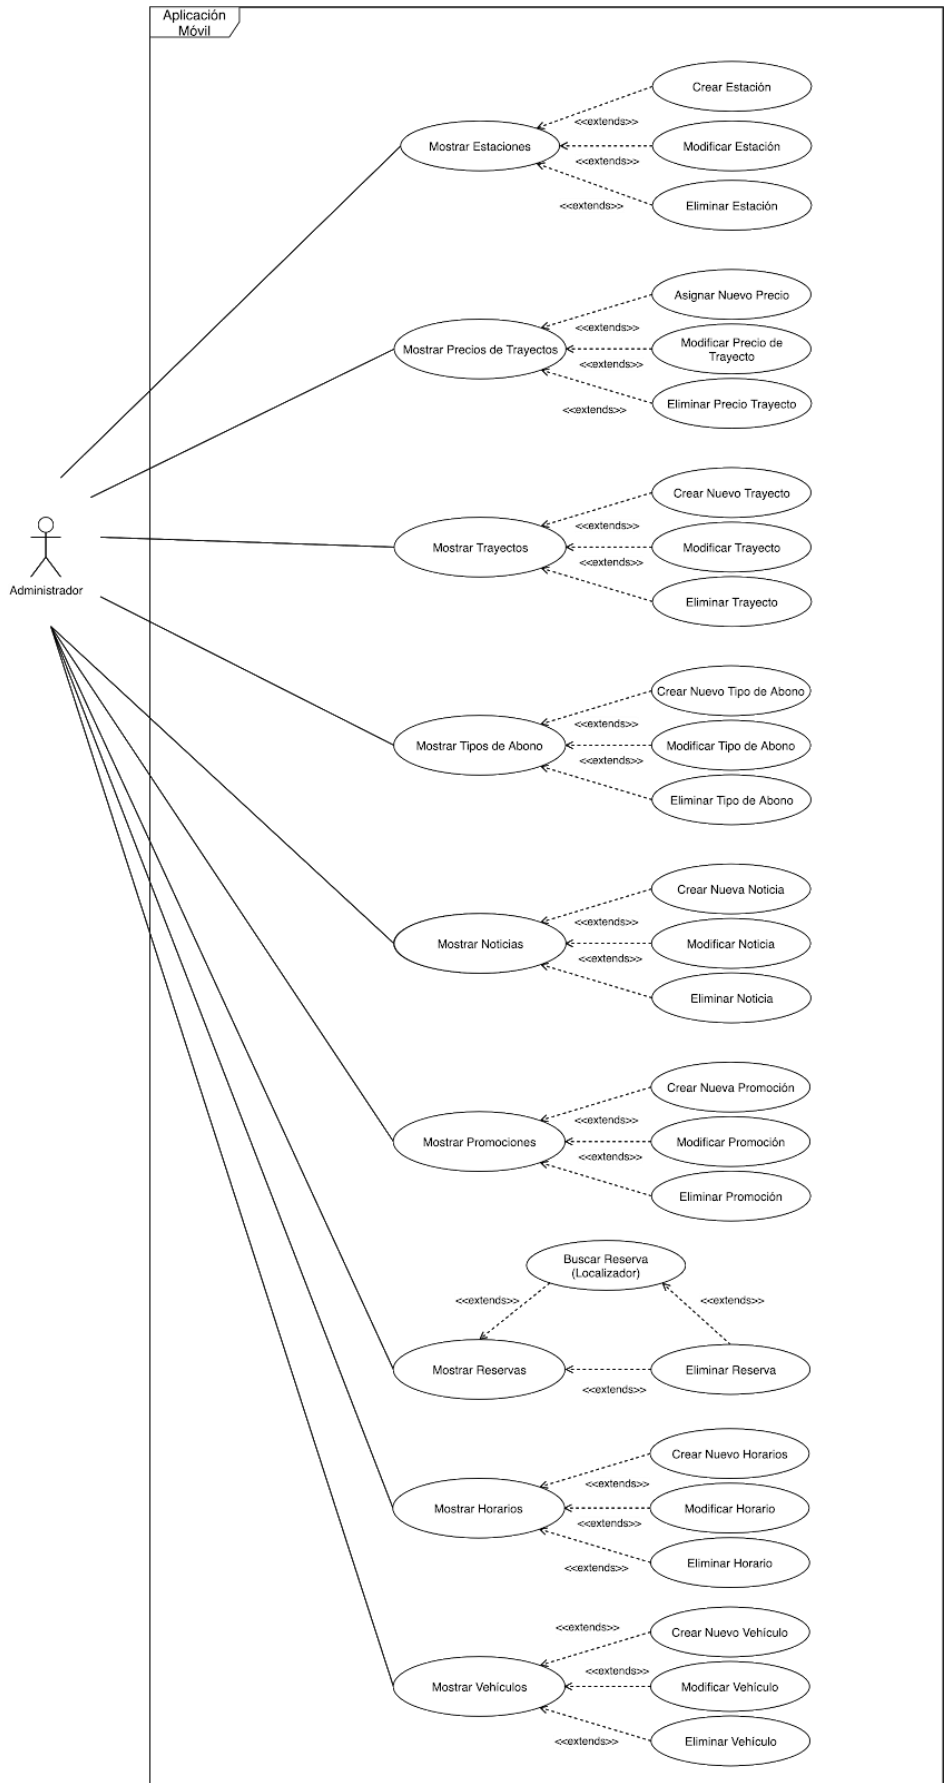 Aplicación
Móvil
Crear Estación
<<extends>>
Mostrar Estaciones
Modificar Estación
<<extends>>
Eliminar Estación
<<extends>>
Asignar Nuevo Precio
<<extends>>
Mostrar Precios de Trayectos
Modificar Precio de
Trayecto
<<extends>>
Eliminar Precio Trayecto
<<extends>>
Crear Nuevo Trayecto
<<extends>>
Mostrar Trayectos
Modificar Trayecto
<<extends>>
Administrador
Eliminar Trayecto
Crear Nuevo Tipo de Abono
<<extends>>
Mostrar Tipos de Abono
Modificar Tipo de Abono
<<extends>>
Eliminar Tipo de Abono
Crear Nueva Noticia
<<extends>>
Mostrar Noticias
Modificar Noticia
<<extends>>
Eliminar Noticia
Crear Nueva Promoción
<<extends>>
Mostrar Promociones
Modificar Promoción
<<extends>>
Eliminar Promoción
Buscar Reserva
(Localizador)
<<extends>>
<<extends>>
Mostrar Reservas
Eliminar Reserva
<<extends>>
Crear Nuevo Horarios
<<extends>>
Mostrar Horarios
Modificar Horario
<<extends>>
Eliminar Horario
<<extends>>
<<extends>>
Crear Nuevo Vehículo
<<extends>>
Mostrar Vehículos
Modificar Vehículo
<<extends>>
Eliminar Vehículo